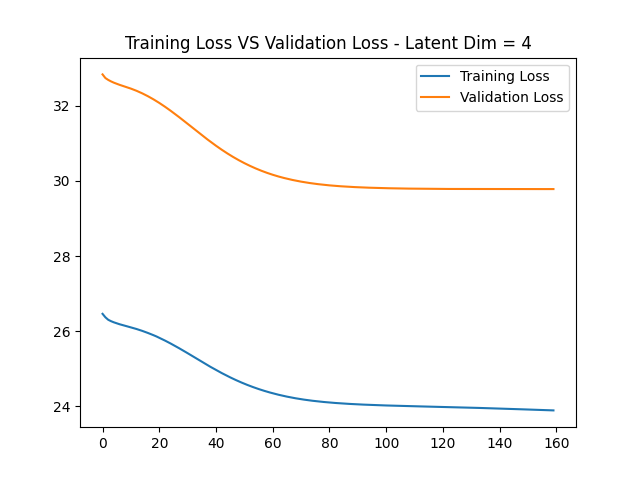 Training Loss VS Validation Loss - Latent Dim = 4
Training Loss
Validation Loss
32
30
28
26
24
0 20 40 60 80 100 120 140 160